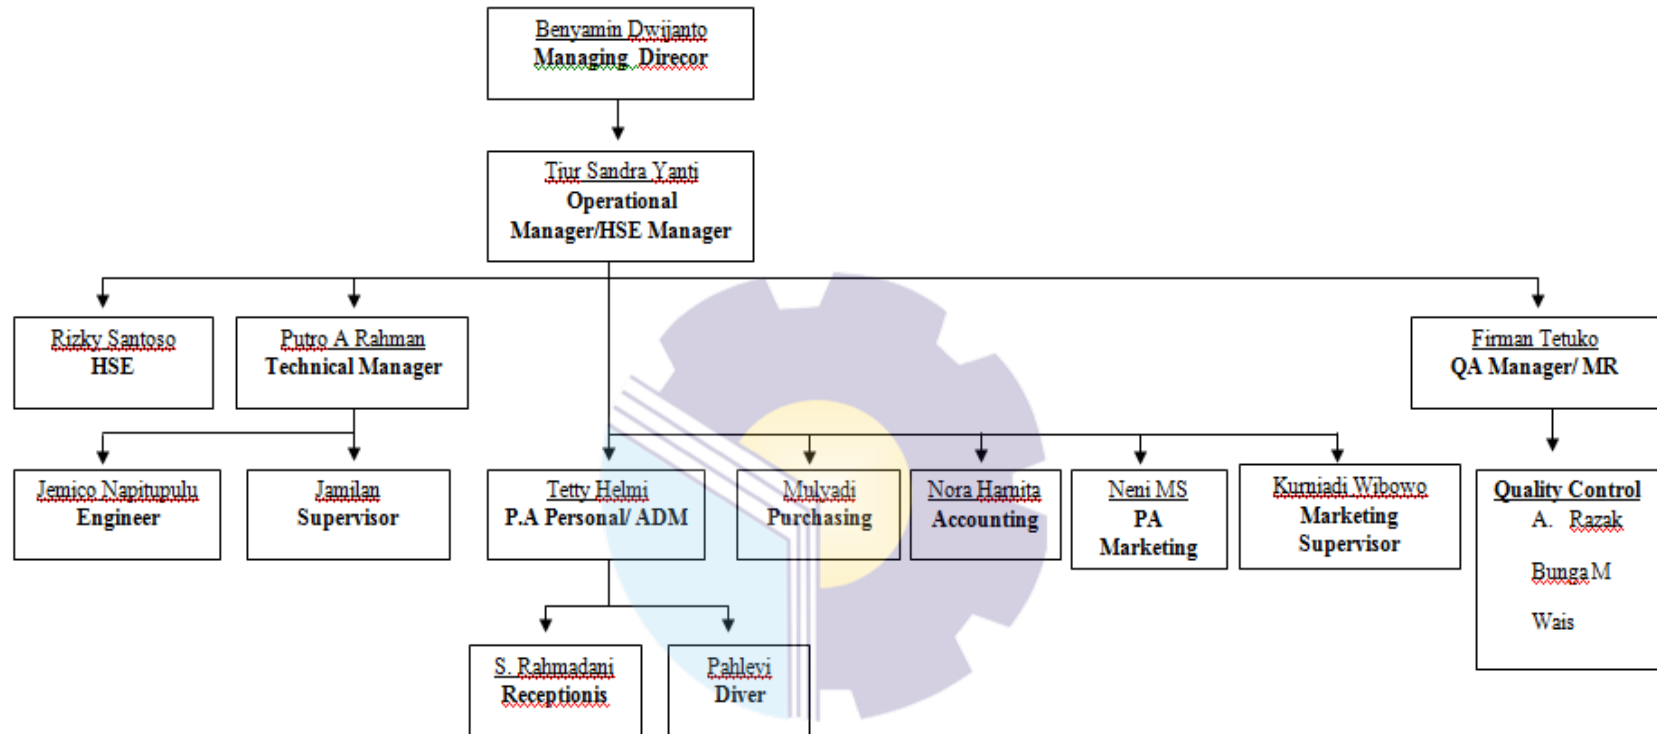 Benyamin Dwijanto
Managing Direcor
Tiur Sandra Yanti
Operational
Manager/HSE Manager
Rizky Santoso
HSE
Putro A Rahman
Technical Manager
Firman Tetuko
QA Manager/ MR
Jemico Napitupulu
Engineer
Jamilan
Supervisor
Tetty Helmi
P.A Personal/ ADM
Mulyadi
Purchasing
Nora Harnita
Accounting
Neni MS
PA
Marketing
Kurniadi Wibowo
Marketing
Supervisor
Quality Control
A. Razak
Bunga M
Wais
S. Rahmadani
Receptionis
Pahlevi
Diver